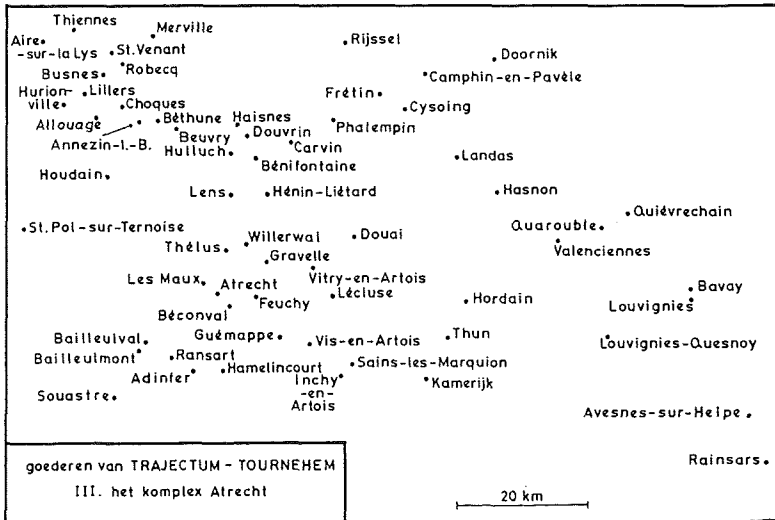 Thiennes
Merville
Aire
-sur-la Lys
St.Venant
Rijssel
Doornik
Busnes
Robecq
Camphin-en-Pavèle
Hurion-
ville
Lillers
Frétin
Choques
Cysoing
Allouage
Béthune
Haisnes
Phalempin
Annezin-l.-B.
Beuvry
Douvrin
Carvin
Hulluch
Bénifontaine
Landas
Houdain
Lens
Hénin-Liétard
Hasnon
Quiévrechain
St.Pol-sur-Ternoise
Quarouble
Willerwal
Douai
Thélus
Valenciennes
Gravelle
Les Maux
Vitry-en-Artois
Bavay
Atrecht
Feuchy
Lécluse
Hordain
Louvignies
Béconval
Bailleulval
Guémappe
Vis-en-Artois
Thun
Louvignies-Quesnoy
Bailleulmont
Ransart
Adinfer
Hamelincourt
Sains-les-Marquion
Inchy
-en-
Artois
Kamerijk
Souastre
Avesnes-sur-Helpe
Rainsars
goederen van TRAJECTUM - TOURNEHEM
III. het komplex Atrecht
20 km